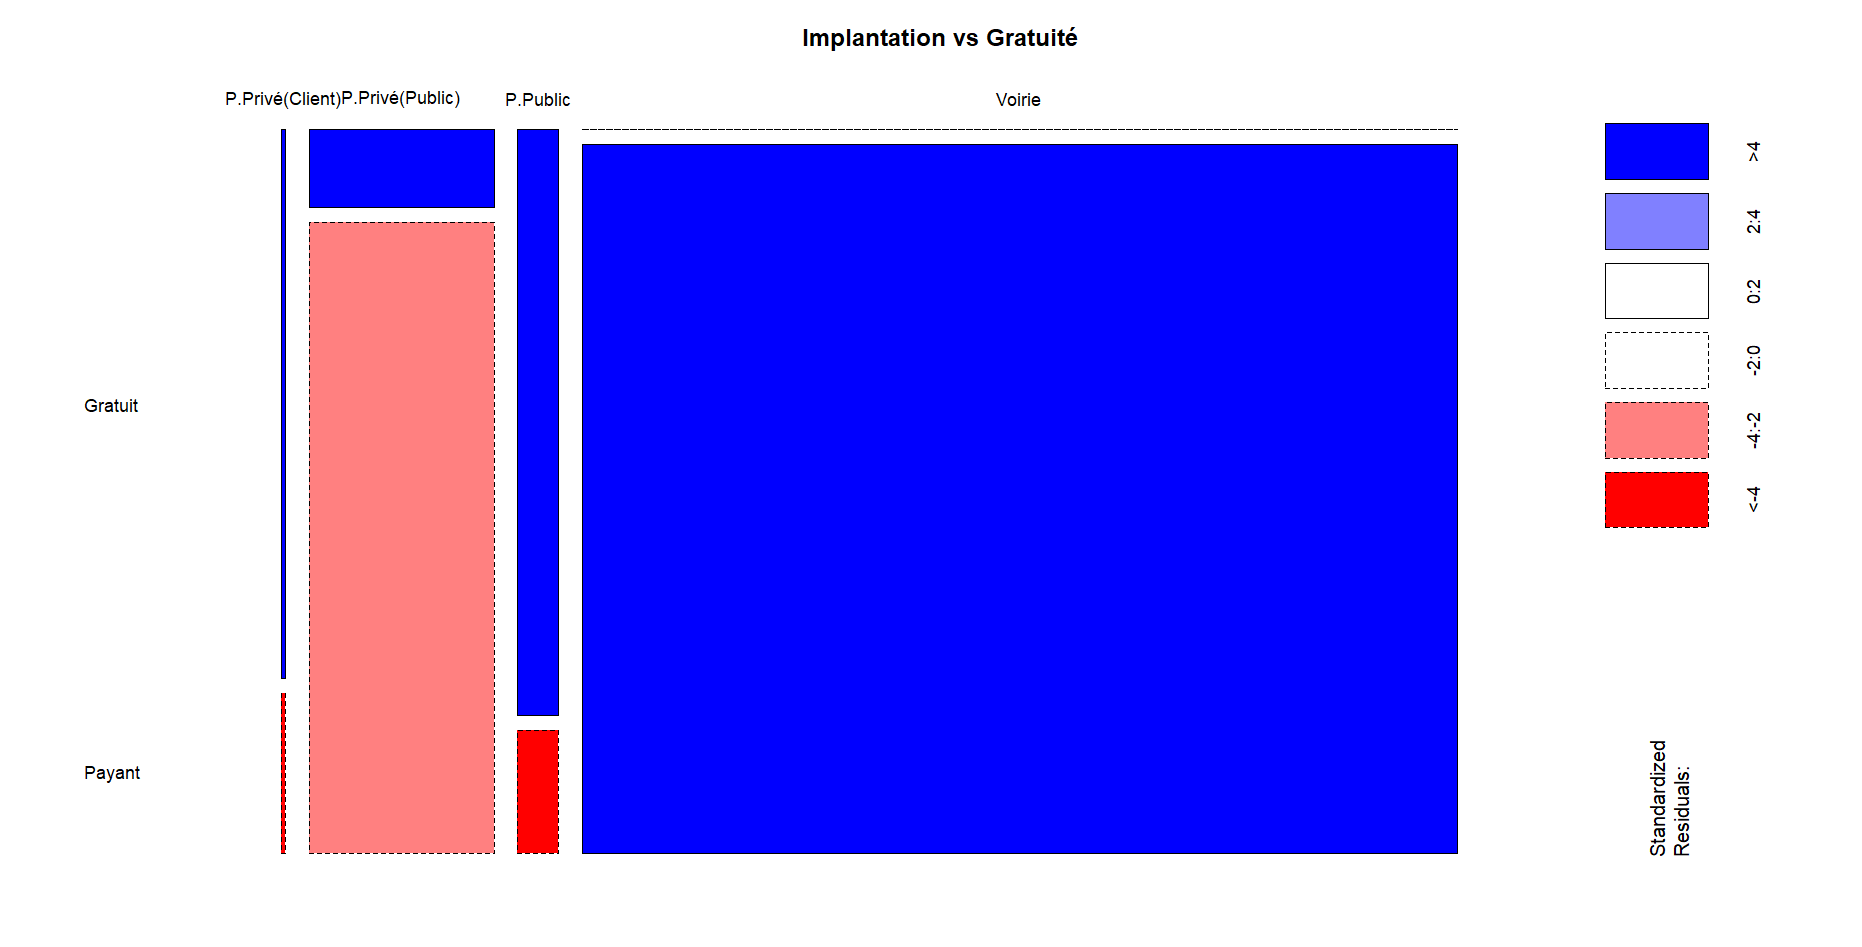 Implantation vs Gratuité
P.Privé(Client)
P.Privé(Public)
P.Public
Voirie
Gratuit
Payant
>4
2:4
0:2
-2:0
-4:-2
<-4
Standardized
Residuals: